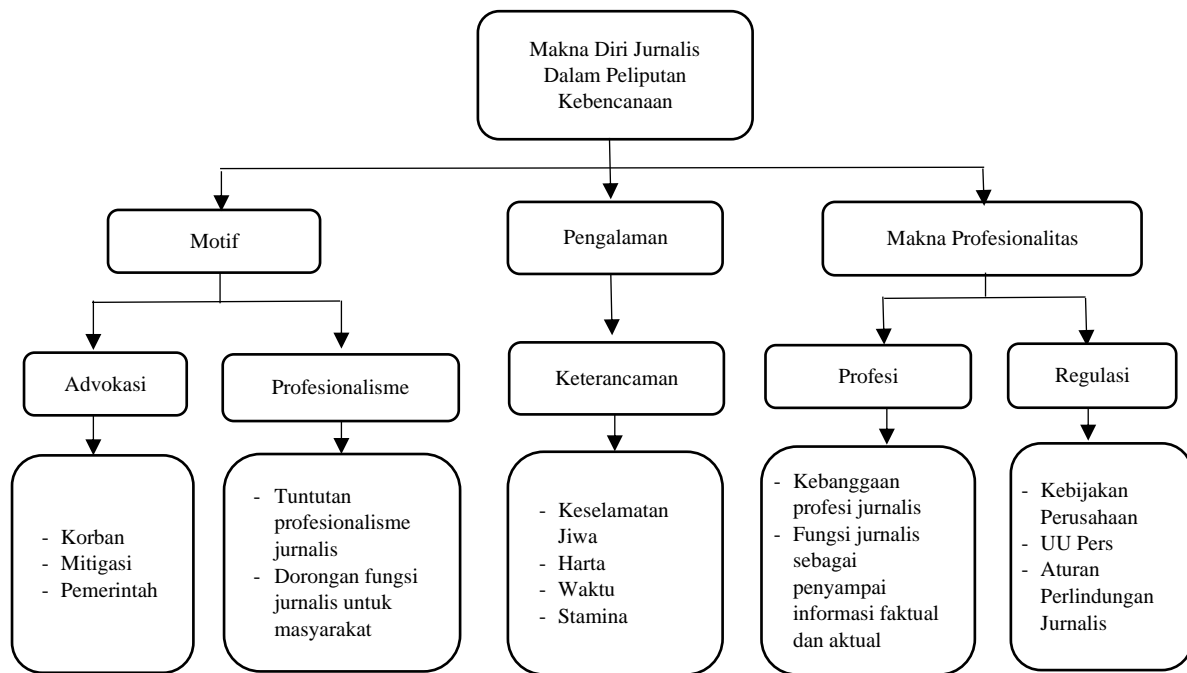 Makna Diri Jurnalis
Dalam Peliputan
Kebencanaan
Motif
Pengalaman
Makna Profesionalitas
Advokasi
Profesionalisme
Keterancaman
Profesi
Regulasi
- Korban
- Mitigasi
- Pemerintah
- Tuntutan
profesionalisme
jurnalis
- Dorongan fungsi
jurnalis untuk
masyarakat
- Keselamatan
Jiwa
- Harta
- Waktu
- Stamina
- Kebanggaan
profesi jurnalis
- Fungsi jurnalis
sebagai
penyampai
informasi faktual
dan aktual
- Kebijakan
Perusahaan
- UU Pers
- Aturan
Perlindungan
Jurnalis